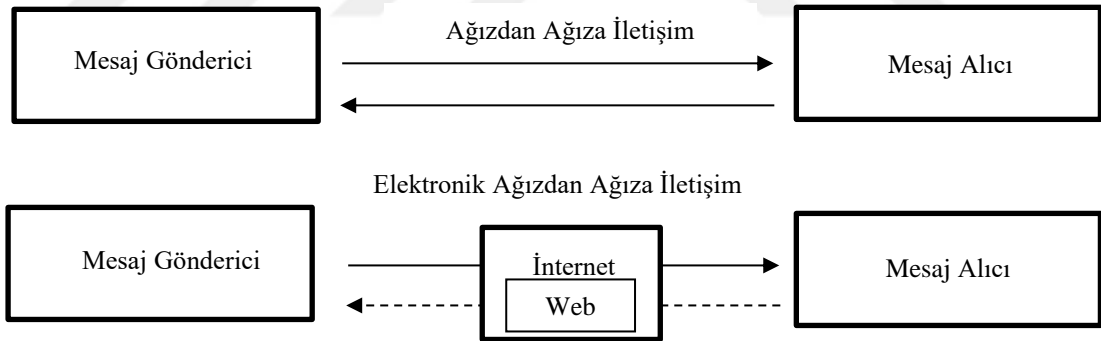 Ağızdan Ağıza İletişim
Mesaj Gönderici
Mesaj Alıcı
Elektronik Ağızdan Ağıza İletişim
Mesaj Gönderici
İnternet
Web
Mesaj Alıcı